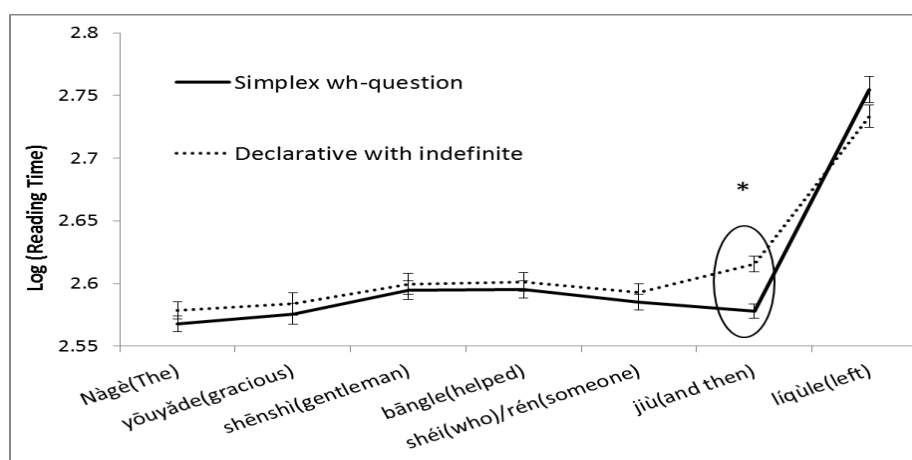 2.8
2.75
2.7
2.65
2.6
2.55
Log (Reading Time)
Simplex wh-question
Declarative with indefinite
*
Nàgè(The)
yōuyǎde(gracious)
shēnshì(gentleman)
bāngle(helped)
shéi(who)/rén(someone)
jiù(and then)
líqùle(left)